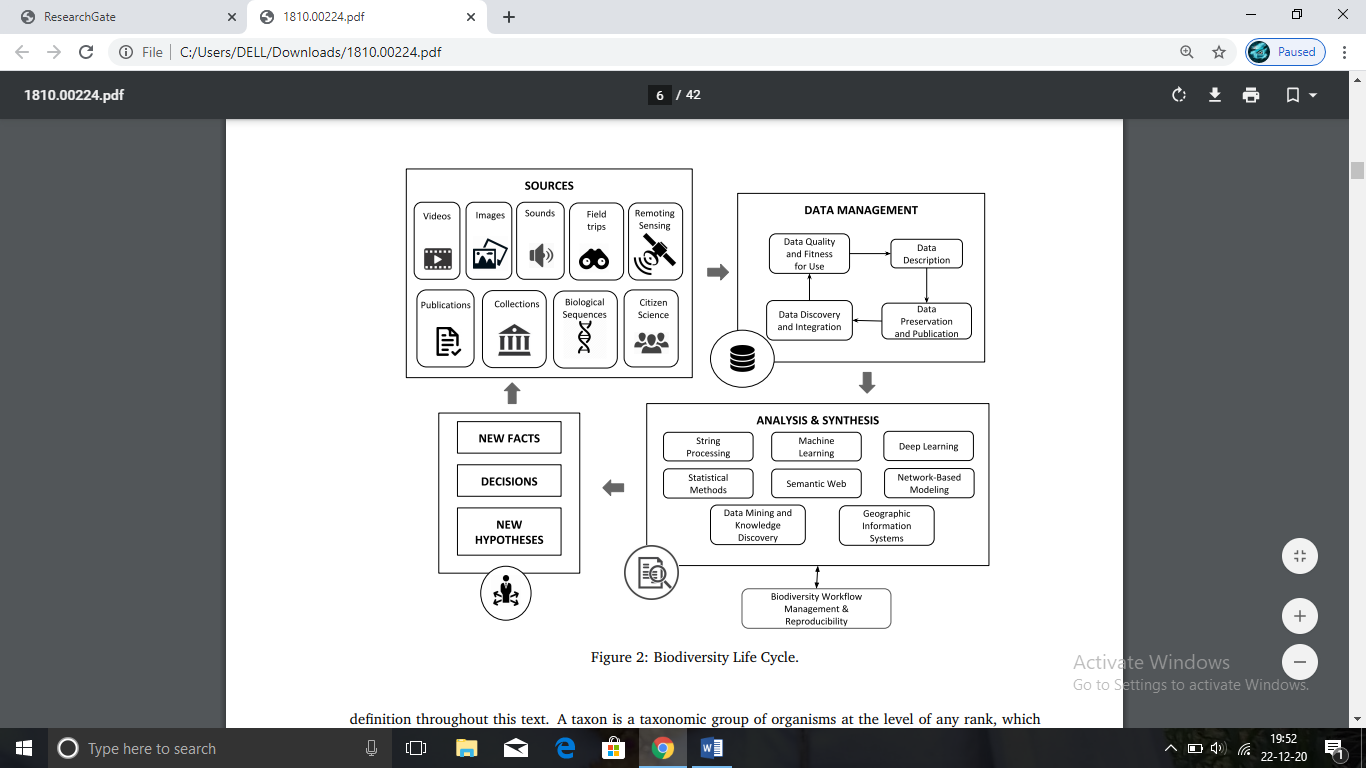 ResearchGate
1810.00224.pdf
File
C:/Users/DELL/Downloads/1810.00224.pdf
Paused
1810.00224.pdf
6 / 42
SOURCES
Videos
Images
Sounds
Field
trips
Remoting
Sensing
Publications
Collections
Biological
Sequences
Citizen
Science
DATA MANAGEMENT
Data Quality
and Fitness
for Use
Data
Description
Data Discovery
and Integration
Data
Preservation
and Publication
NEW FACTS
DECISIONS
NEW
HYPOTHESES
ANALYSIS & SYNTHESIS
String
Processing
Machine
Learning
Deep Learning
Statistical
Methods
Semantic Web
Network-Based
Modeling
Data Mining and
Knowledge
Discovery
Geographic
Information
Systems
Biodiversity Workflow
Management &
Reproducibility
Figure 2: Biodiversity Life Cycle.
Activate Windows
Go to Settings to activate Windows.
definition throughout this text. A taxon is a taxonomic group of organisms at the level of any rank, which
Type here to search
19:52
22-12-20
1